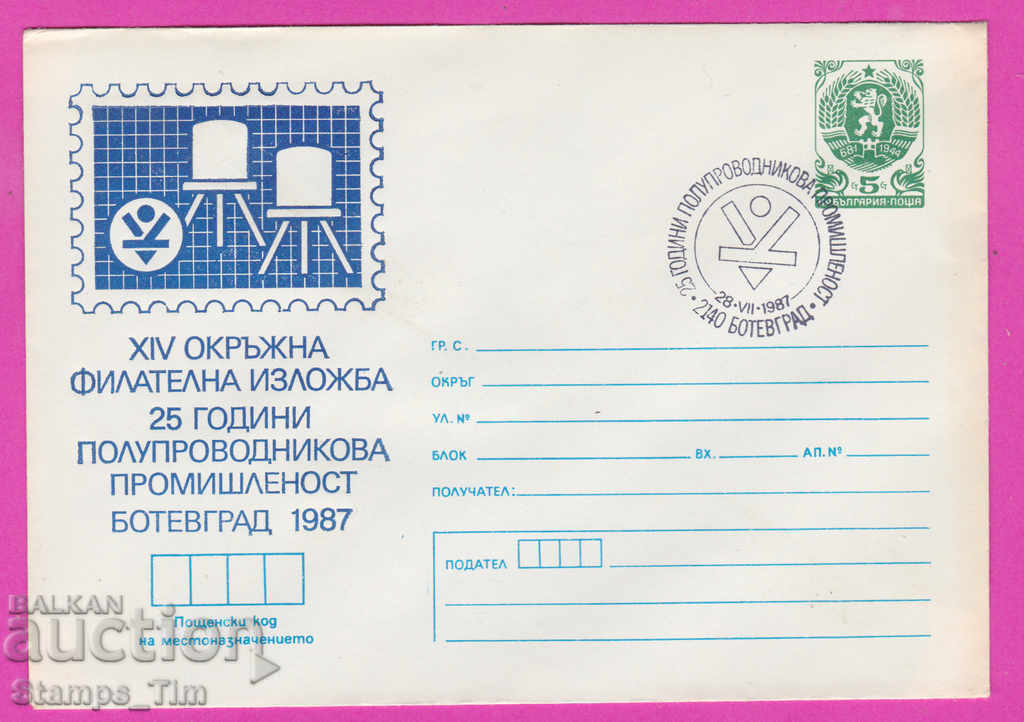 XIV ОКРЪЖНА
ФИЛАТЕЛНА ИЗЛОЖБА
25 ГОДИНИ
ПОЛУПРОВОДНИКОВА
ПРОМИШЛЕНОСТ
БОТЕВГРАД 1987
Пощенски код
на местоназначението
681 1944
5
БЪЛГАРИЯ·ПОЩА
25 ГОДИНИ ПОЛУПРОВОДНИКОВА ПРОМИШЛЕНОСТ
28·VII·1987
• 2140 БОТЕВГРАД •
ГР. С.
ОКРЪГ
УЛ. №
БЛОК ВХ. АП. №
ПОЛУЧАТЕЛ:
ПОДАТЕЛ
BALKAN
auction
Stamps_Tim